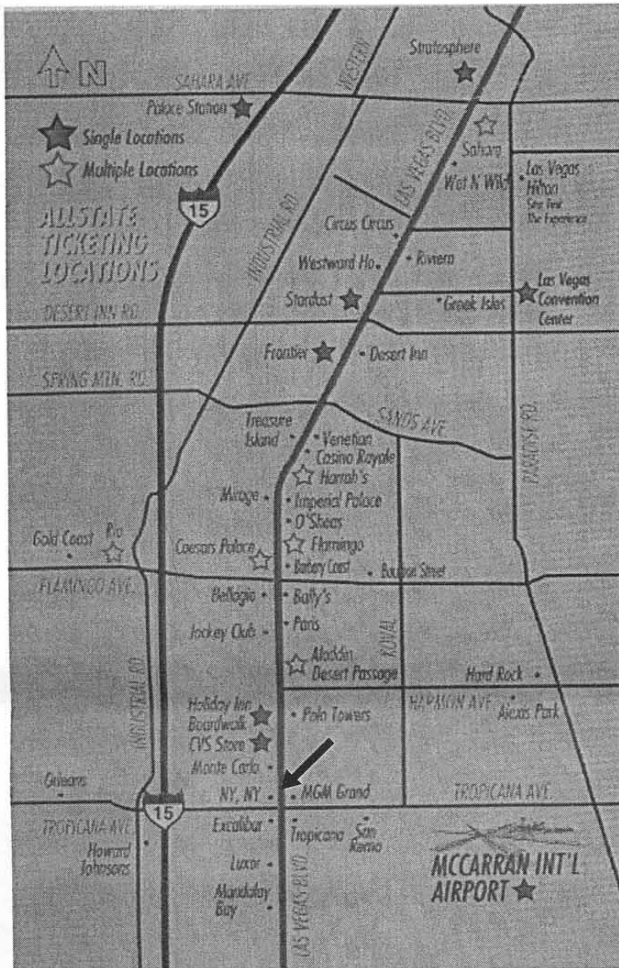 N
SAHARA AVE.
WESTERN
Stratosphere
Palace Station
Single Locations
Multiple Locations
Sahara
Wet N Wild
Las Vegas
Hilton
Star Trek
The Experience
LAS VEGAS BLVD.
15
ALLSTATE
TICKETING
LOCATIONS
INDUSTRIAL RD.
Circus Circus
Westward Ho
Riviera
Stardust
Greek Isles
Las Vegas
Convention
Center
DESERT INN RD.
Frontier
Desert Inn
SPRING MTN. RD.
SANDS AVE.
PARADISE RD.
Treasure
Island
Venetian
Casino Royale
Harrah's
Mirage
Imperial Palace
O'Sheas
Gold Coast
Rio
Caesars Palace
Flamingo
Barbary Coast
Bourbon Street
FLAMINGO AVE.
Bellagio
Bally's
Jockey Club
Paris
KOVAL
Aladdin
Desert Passage
Hard Rock
HARMON AVE.
Alexis Park
INDUSTRIAL RD.
Holiday Inn
Boardwalk
Polo Towers
CVS Store
Monte Carlo
Orleans
NY, NY
MGM Grand
TROPICANA AVE.
15
TROPICANA AVE.
Howard
Johnsons
Excalibur
Tropicana
San
Remo
Luxor
Mandalay
Bay
LAS VEGAS BLVD.
MCCARRAN INT'L
AIRPORT